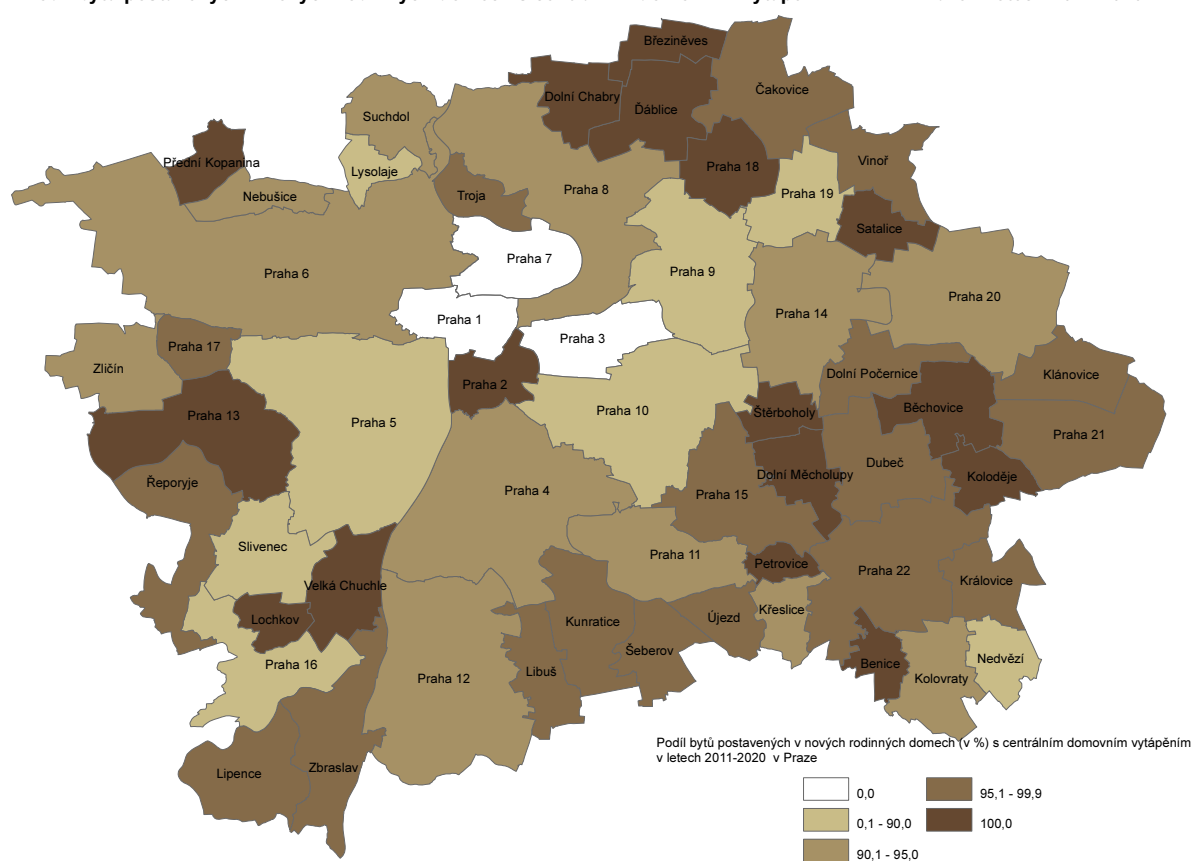 Březiněves
Čakovice
Dolní Chabry
Ďáblice
Suchdol
Přední Kopanina
Lysolaje
Nebušice
Praha 18
Vinoř
Troja
Praha 8
Praha 19
Satalice
Praha 7
Praha 6
Praha 9
Praha 20
Praha 1
Praha 14
Praha 3
Praha 17
Zličín
Praha 2
Dolní Počernice
Klánovice
Praha 13
Praha 5
Praha 10
Štěrboholy
Běchovice
Praha 21
Řeporyje
Praha 4
Praha 15
Dolní Měcholupy
Dubeč
Koloděje
Slivenec
Praha 11
Petrovice
Praha 22
Královice
Velká Chuchle
Lochkov
Kunratice
Újezd
Křeslice
Praha 16
Praha 12
Libuš
Šeberov
Benice
Kolovraty
Nedvězí
Lipence
Zbraslav
Podíl bytů postavených v nových rodinných domech (v %) s centrálním domovním vytápěním
v letech 2011-2020 v Praze
0,0
0,1 - 90,0
90,1 - 95,0
95,1 - 99,9
100,0